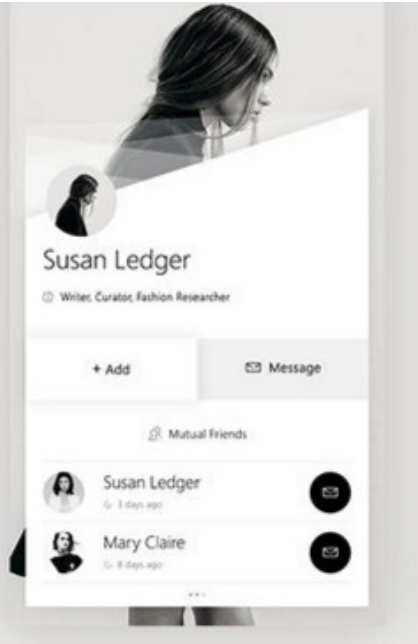 Susan Ledger
Writer, Curator, Fashion Researcher
+ Add
Message
Mutual Friends
Susan Ledger
3 days ago
Mary Claire
8 days ago